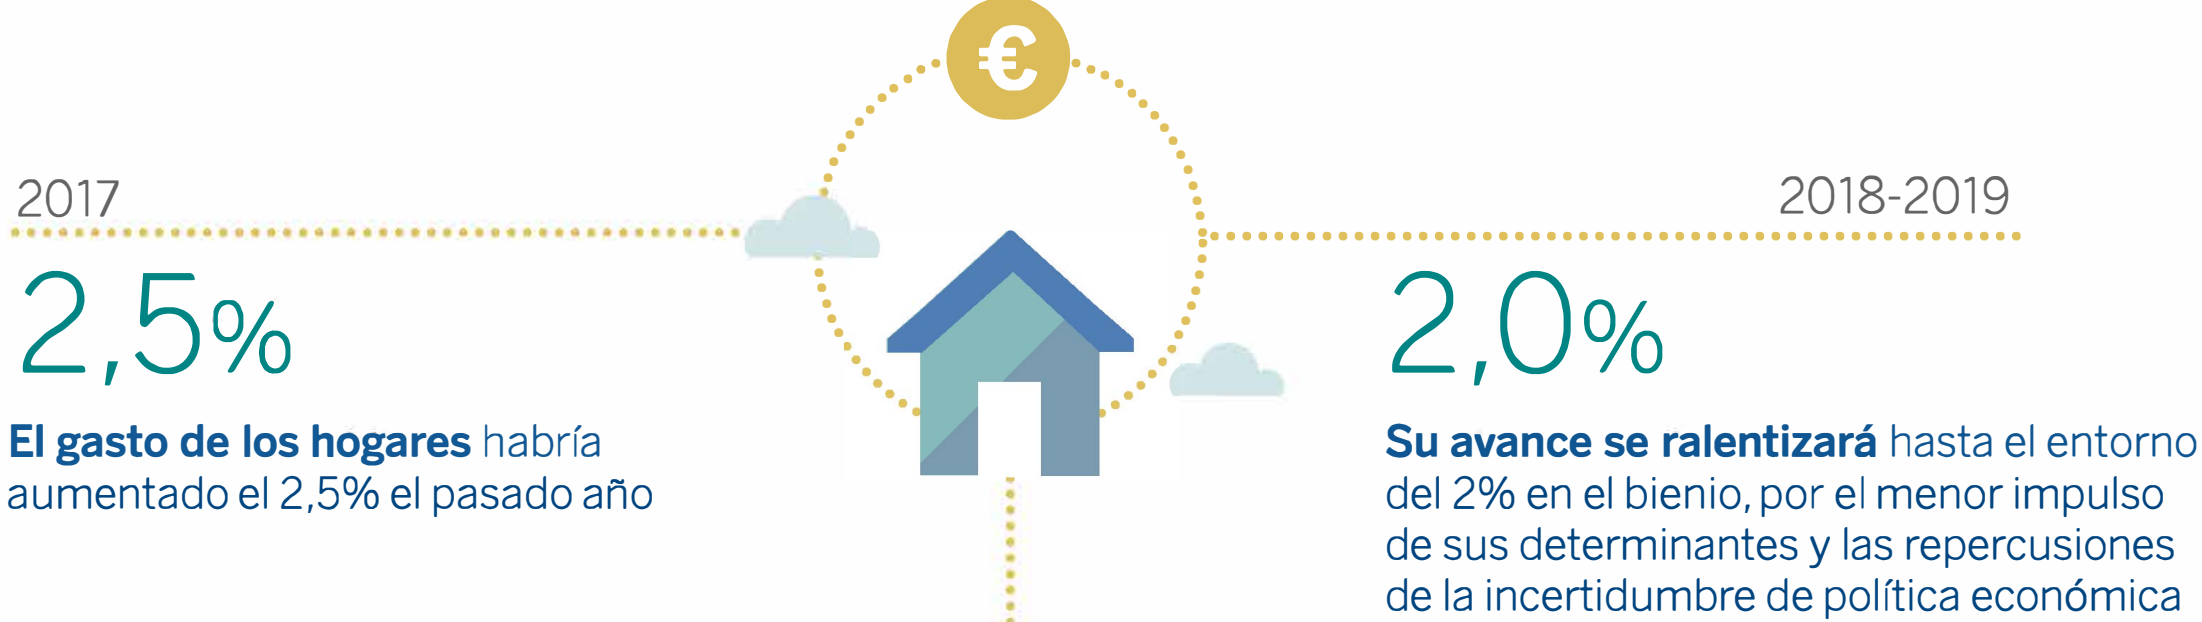 €
2017
2,5%
El gasto de los hogares habría
aumentado el 2,5% el pasado año
2018-2019
2,0%
Su avance se ralentizará hasta el entorno
del 2% en el bienio, por el menor impulso
de sus determinantes y las repercusiones
de la incertidumbre de política económica